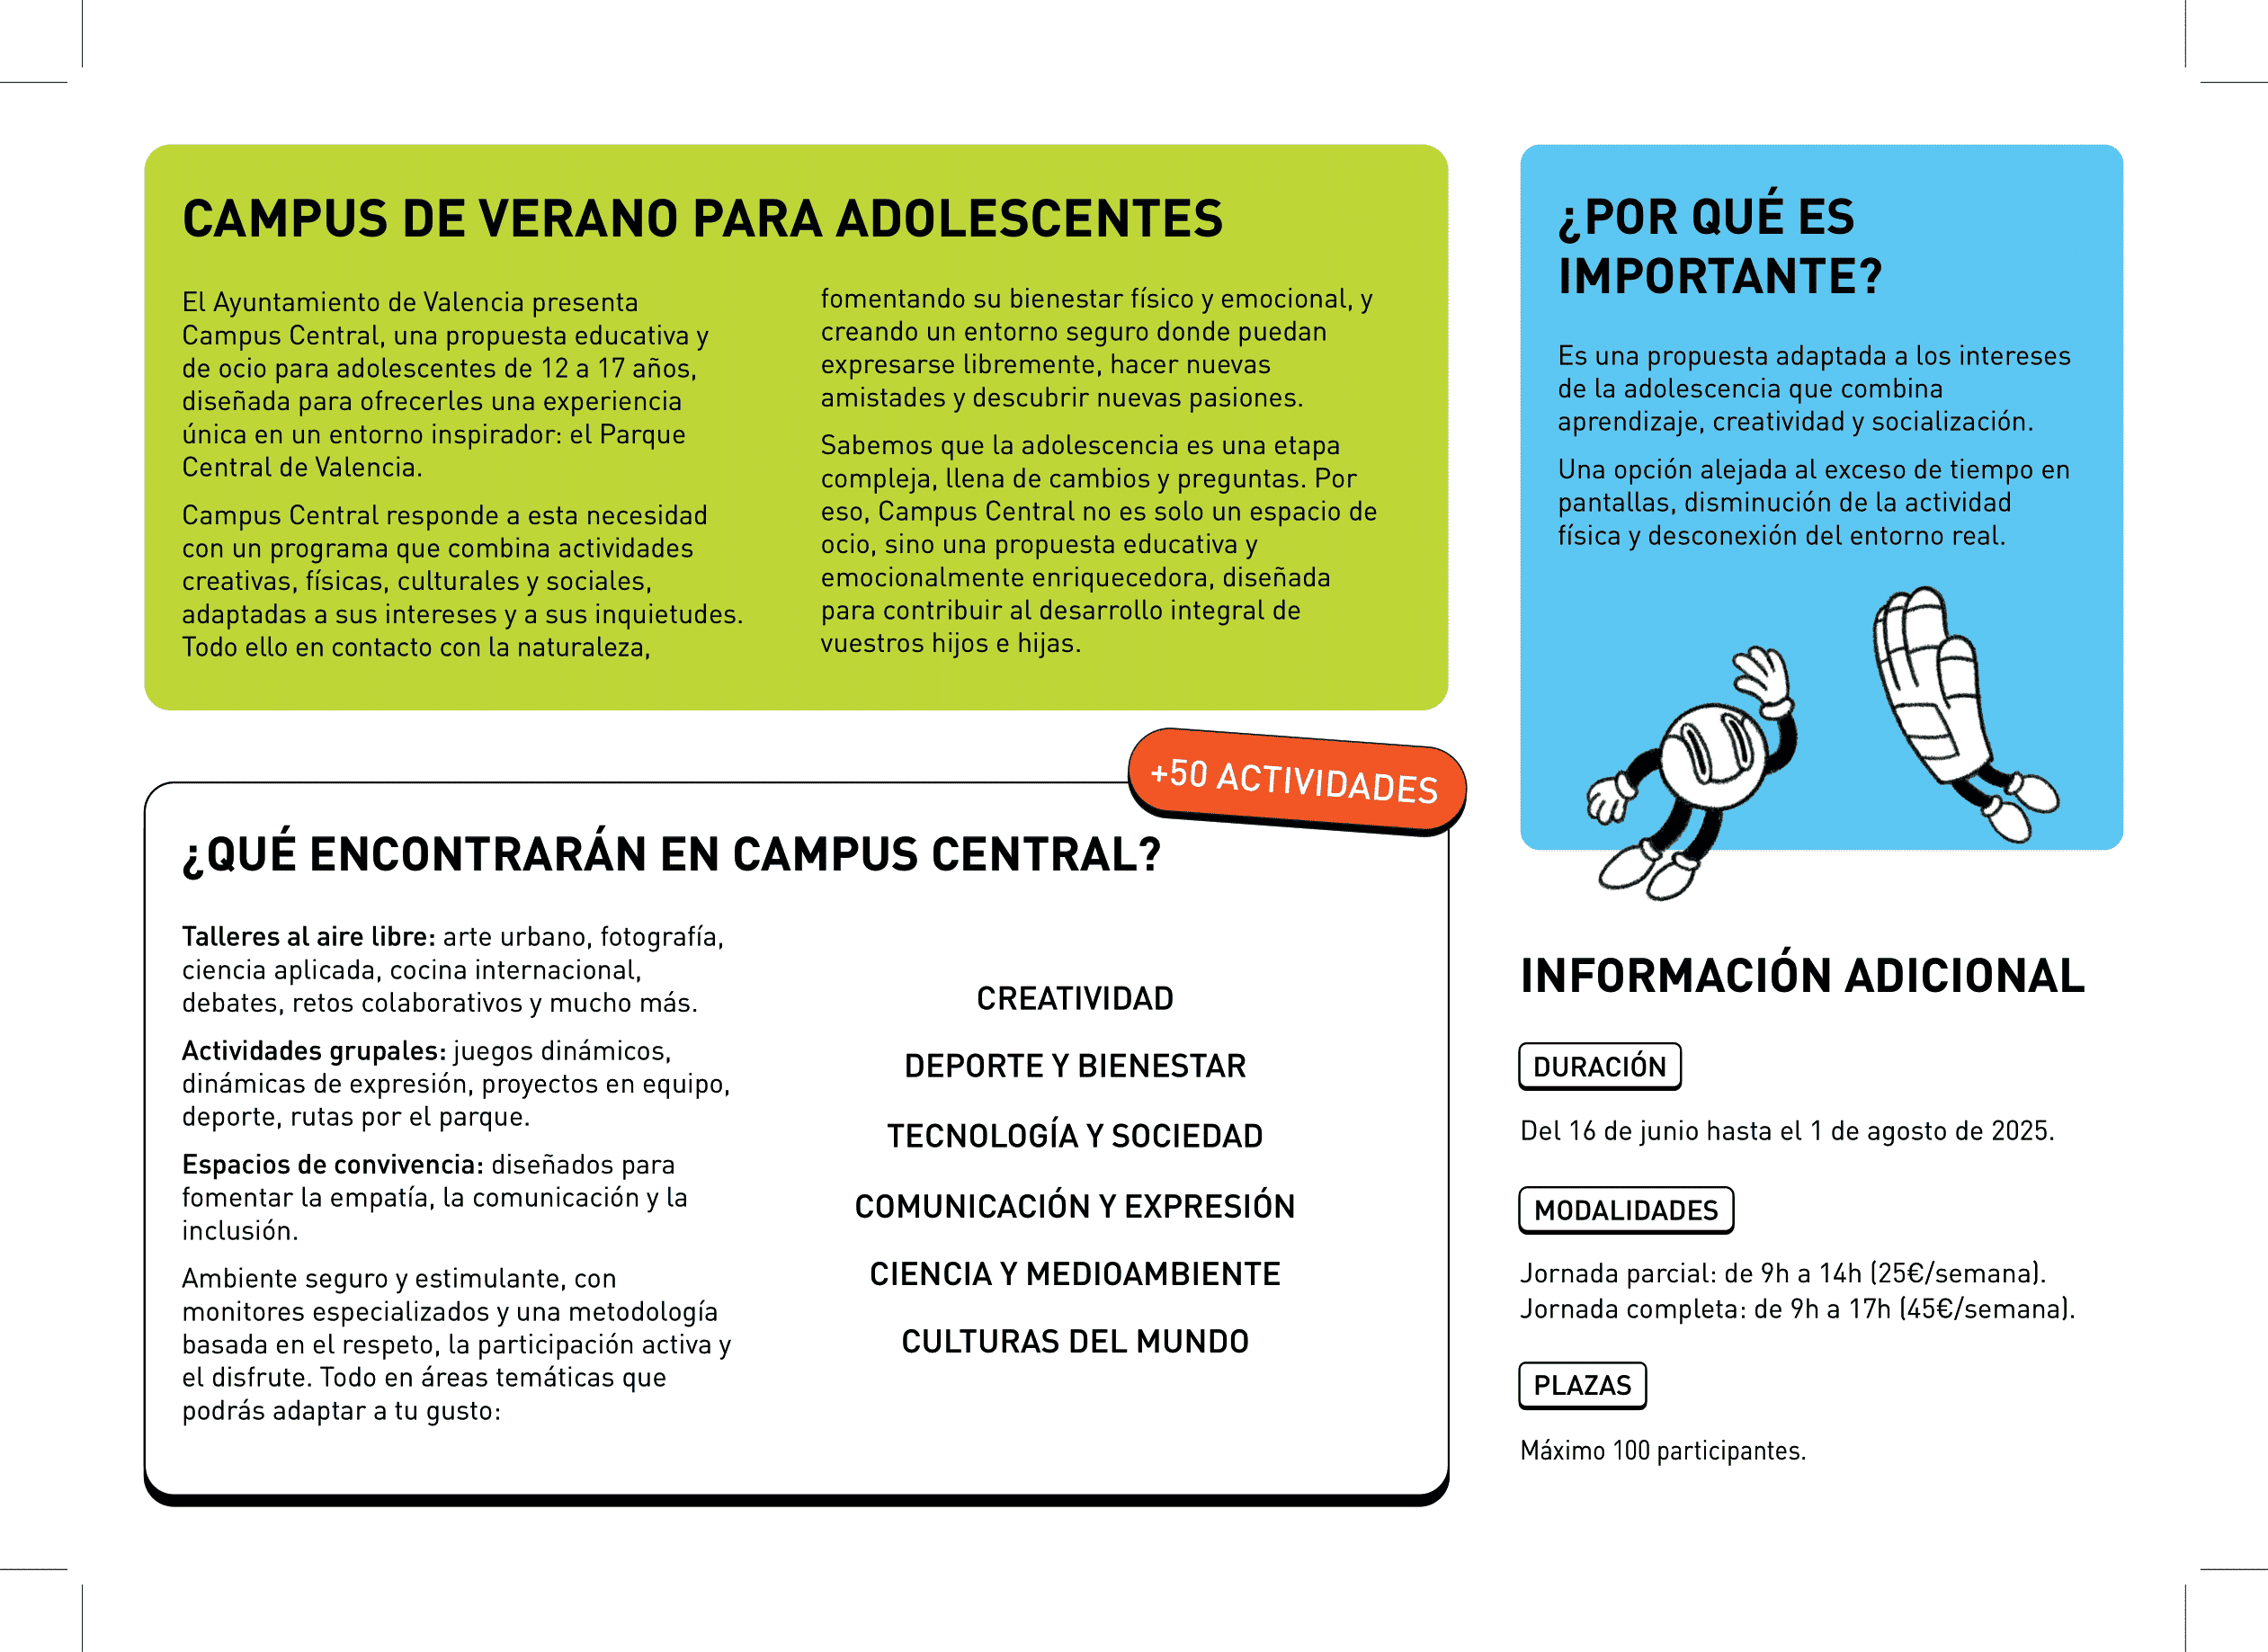 CAMPUS DE VERANO PARA ADOLESCENTES
El Ayuntamiento de Valencia presenta
Campus Central, una propuesta educativa y
de ocio para adolescentes de 12 a 17 años,
diseñada para ofrecerles una experiencia
única en un entorno inspirador: el Parque
Central de Valencia.
Campus Central responde a esta necesidad
con un programa que combina actividades
creativas, físicas, culturales y sociales,
adaptadas a sus intereses y a sus inquietudes.
Todo ello en contacto con la naturaleza,
fomentando su bienestar físico y emocional, y
creando un entorno seguro donde puedan
expresarse libremente, hacer nuevas
amistades y descubrir nuevas pasiones.
Sabemos que la adolescencia es una etapa
compleja, llena de cambios y preguntas. Por
eso, Campus Central no es solo un espacio de
ocio, sino una propuesta educativa y
emocionalmente enriquecedora, diseñada
para contribuir al desarrollo integral de
vuestros hijos e hijas.
¿POR QUÉ ES
IMPORTANTE?
Es una propuesta adaptada a los intereses
de la adolescencia que combina
aprendizaje, creatividad y socialización.
Una opción alejada al exceso de tiempo en
pantallas, disminución de la actividad
física y desconexión del entorno real.
+50 ACTIVIDADES
¿QUÉ ENCONTRARÁN EN CAMPUS CENTRAL?
Talleres al aire libre: arte urbano, fotografía,
ciencia aplicada, cocina internacional,
debates, retos colaborativos y mucho más.
Actividades grupales: juegos dinámicos,
dinámicas de expresión, proyectos en equipo,
deporte, rutas por el parque.
Espacios de convivencia: diseñados para
fomentar la empatía, la comunicación y la
inclusión.
Ambiente seguro y estimulante, con
monitores especializados y una metodología
basada en el respeto, la participación activa y
el disfrute. Todo en áreas temáticas que
podrás adaptar a tu gusto:
CREATIVIDAD
DEPORTE Y BIENESTAR
TECNOLOGÍA Y SOCIEDAD
COMUNICACIÓN Y EXPRESIÓN
CIENCIA Y MEDIOAMBIENTE
CULTURAS DEL MUNDO
INFORMACIÓN ADICIONAL
DURACIÓN
Del 16 de junio hasta el 1 de agosto de 2025.
MODALIDADES
Jornada parcial: de 9h a 14h (25€/semana).
Jornada completa: de 9h a 17h (45€/semana).
PLAZAS
Máximo 100 participantes.